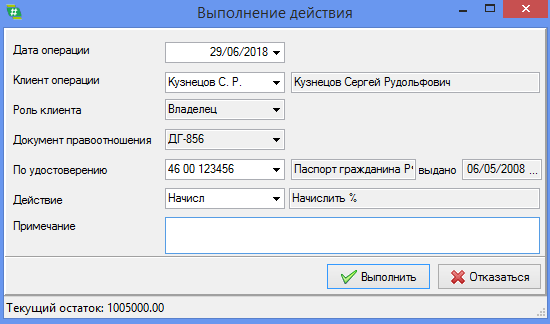 Выполнение действия
Дата операции 29/06/2018
Клиент операции Кузнецов С. Р. Кузнецов Сергей Рудольфович
Роль клиента Владелец
Документ правоотношения ДГ-856
По удостоверению 46 00 123456 Паспорт гражданина Р выдано 06/05/2008 ...
Действие Начисл Начислить %
Примечание
Выполнить Отказаться
Текущий остаток: 1005000.00